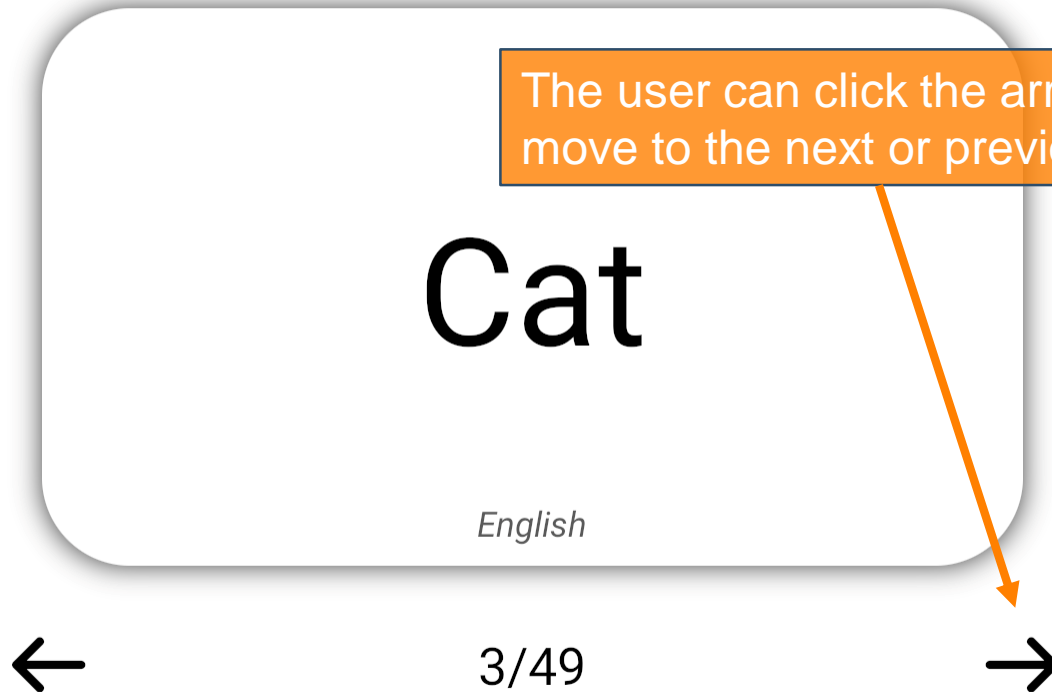 The user can click the
move to the next or
Cat
English
3/49